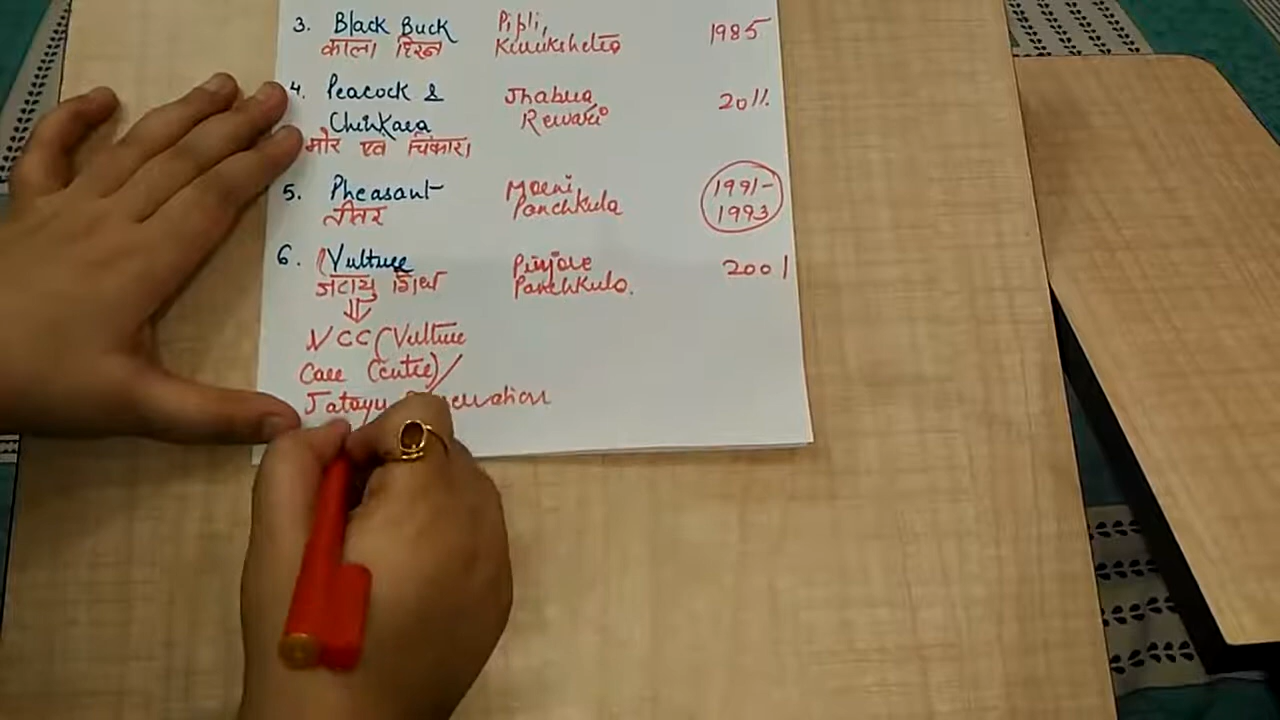 3. Black Buck Pipli, 1985
काला हिरन Kurukshetra
4. Peacock & Jhabua, 2011.
Chinkara Rewari
मोर एवं चिंकारा
5. Pheasant Morni 1991-
तीतर Panchkula 1993
6. (Vulture Pinjore 2001
जटायु गिद्ध Panchkula.
VCC (Vulture
Care Centre) /
Jatayu